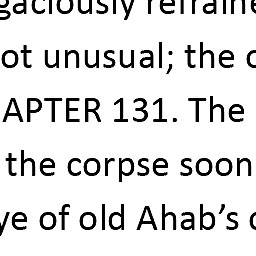 gaciously refraine
ot unusual; the
APTER 131. The
the corpse soon
ye of old Ahab’s